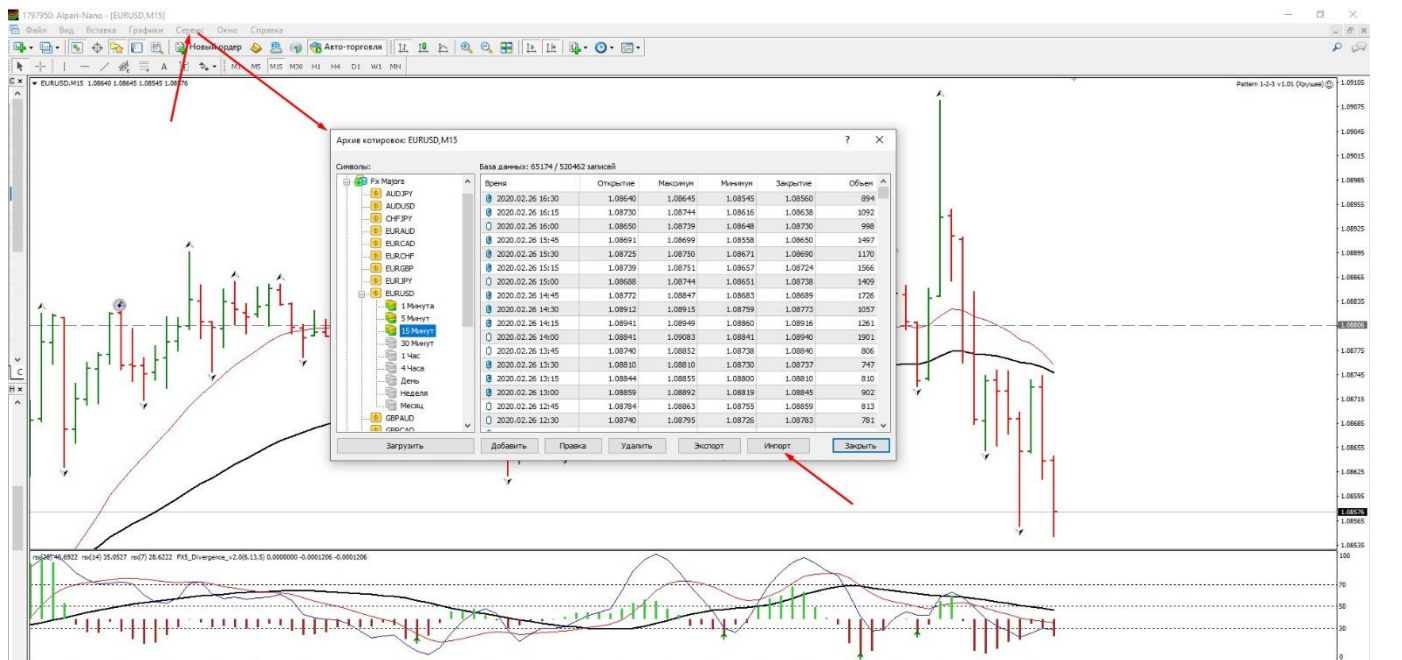 1797950: Alpari-Nano - [EURUSD,M15]
Файл Вид Вставка Графики Сервис Окно Справка
Новый ордер Авто-торговля
M1 M5 M15 M30 H1 H4 D1 W1 MN
EURUSD,M15 1.08640 1.08645 1.08545 1.08576
Pattern 1-2-3 v1.01 (Хрущев)
Архив котировок: EURUSD,M15
Символы:
База данных: 65174 / 520462 записей
Fx Majors
AUDJPY
AUDUSD
CHFJPY
EURAUD
EURCAD
EURCHF
EURGBP
EURJPY
EURUSD
1 Минута
5 Минут
15 Минут
30 Минут
1 Час
4 Часа
День
Неделя
Месяц
GBPAUD
GBPCAD
Время Открытие Максимум Минимум Закрытие Объем
2020.02.26 16:30 1.08640 1.08645 1.08545 1.08560 894
2020.02.26 16:15 1.08730 1.08744 1.08616 1.08638 1092
2020.02.26 16:00 1.08650 1.08739 1.08648 1.08730 998
2020.02.26 15:45 1.08691 1.08699 1.08558 1.08650 1497
2020.02.26 15:30 1.08725 1.08750 1.08671 1.08690 1170
2020.02.26 15:15 1.08739 1.08751 1.08657 1.08724 1566
2020.02.26 15:00 1.08688 1.08744 1.08651 1.08738 1409
2020.02.26 14:45 1.08772 1.08847 1.08683 1.08689 1726
2020.02.26 14:30 1.08912 1.08915 1.08759 1.08773 1057
2020.02.26 14:15 1.08941 1.08949 1.08860 1.08916 1261
2020.02.26 14:00 1.08841 1.09083 1.08841 1.08940 1901
2020.02.26 13:45 1.08740 1.08852 1.08738 1.08840 806
2020.02.26 13:30 1.08810 1.08810 1.08730 1.08737 747
2020.02.26 13:15 1.08844 1.08855 1.08800 1.08810 810
2020.02.26 13:00 1.08859 1.08892 1.08819 1.08845 902
2020.02.26 12:45 1.08784 1.08863 1.08755 1.08859 813
2020.02.26 12:30 1.08740 1.08795 1.08726 1.08783 781
Загрузить Добавить Правка Удалить Экспорт Импорт Закрыть
1.09105
1.09075
1.09045
1.09015
1.08985
1.08955
1.08925
1.08895
1.08865
1.08835
1.08806
1.08775
1.08745
1.08715
1.08685
1.08655
1.08625
1.08595
1.08576
1.08565
1.08535
rsx(28) 46.6922 rsx(14) 35.0527 rsx(7) 28.6222 FX5_Divergence_v2.0(8.13.5) 0.0000000 -0.0001206 -0.0001206
100
70
50
30
0